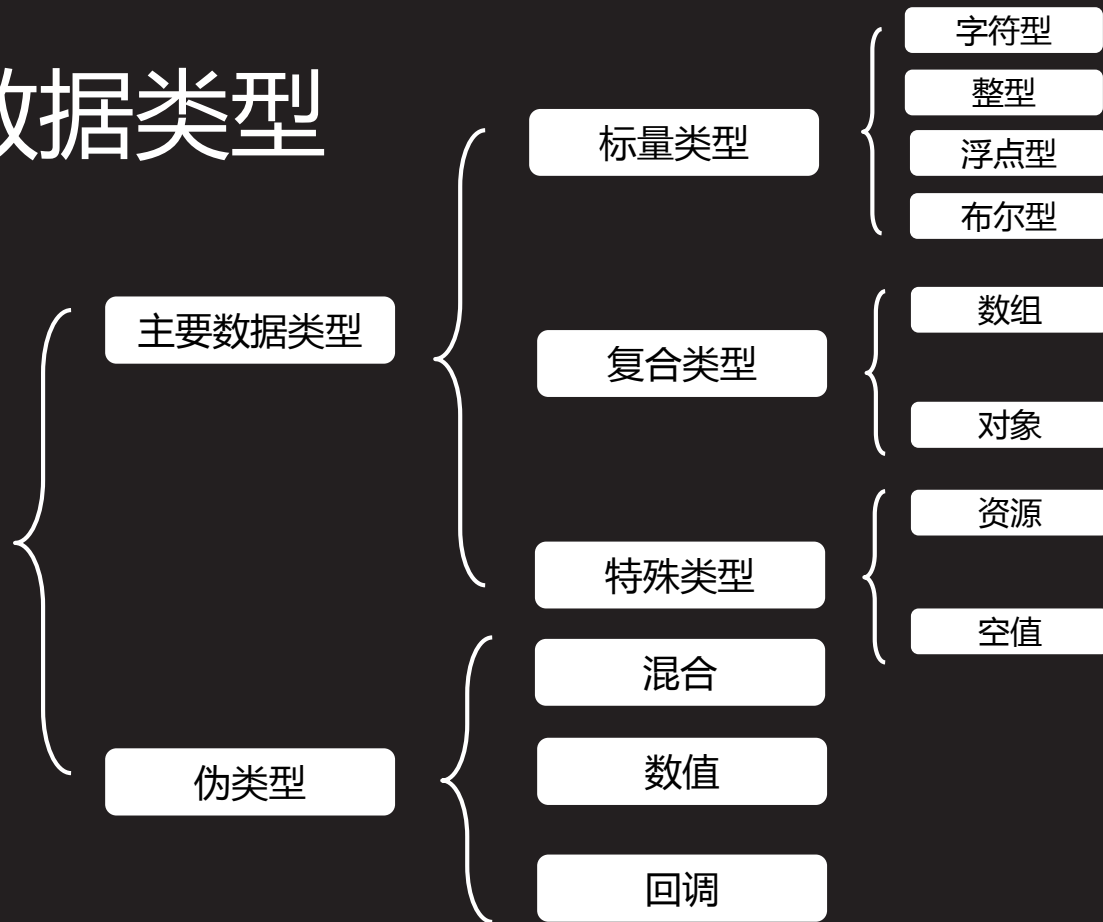 数据类型
主要数据类型
标量类型
字符型
整型
浮点型
布尔型
复合类型
数组
对象
特殊类型
资源
空值
伪类型
混合
数值
回调